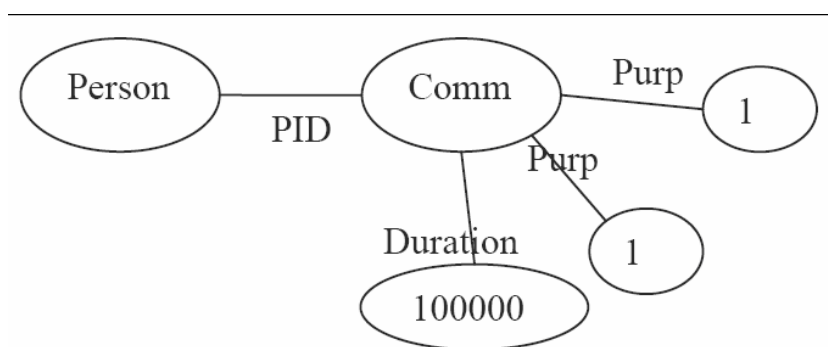 Person
PID
Comm
Purp
1
Purp
1
Duration
100000